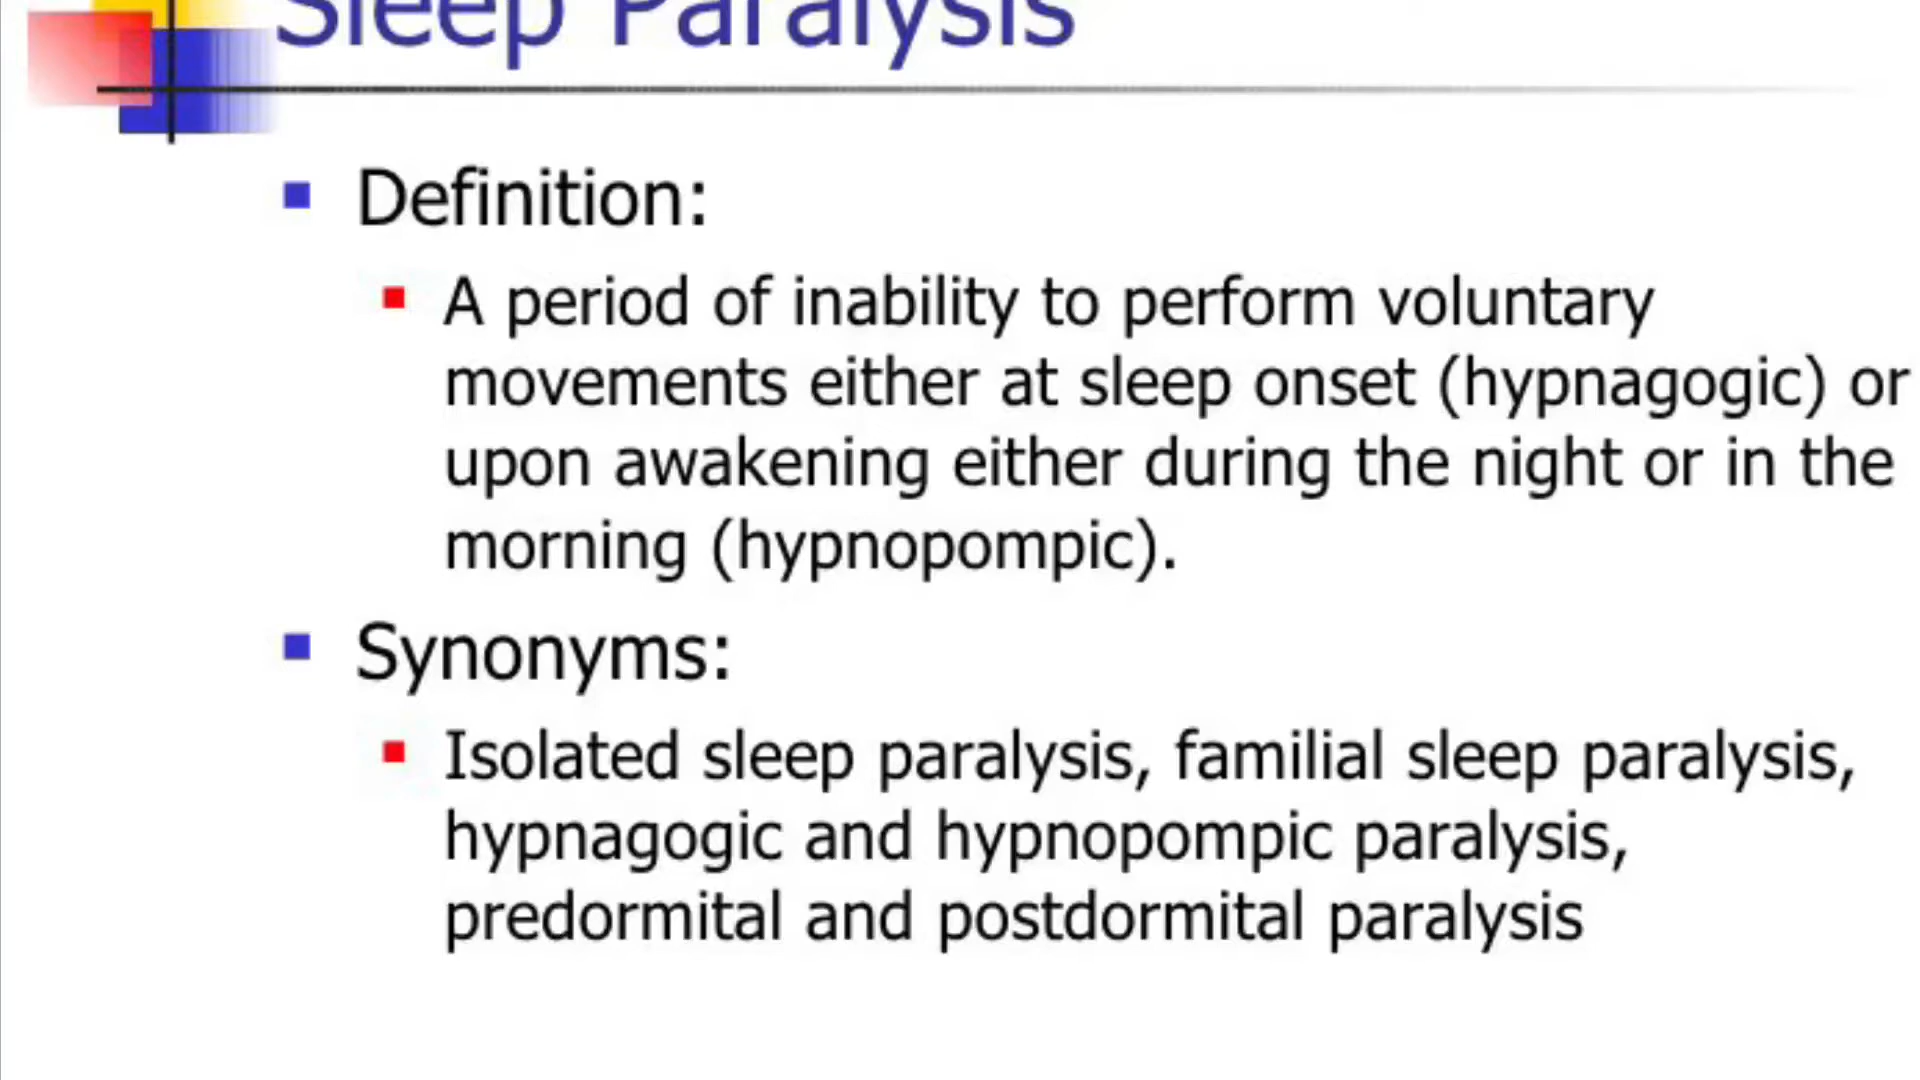 Sleep Paralysis
Definition:
A period of inability to perform voluntary
movements either at sleep onset (hypnagogic) or
upon awakening either during the night or in the
morning (hypnopompic).
Synonyms:
Isolated sleep paralysis, familial sleep paralysis,
hypnagogic and hypnopompic paralysis,
predormital and postdormital paralysis